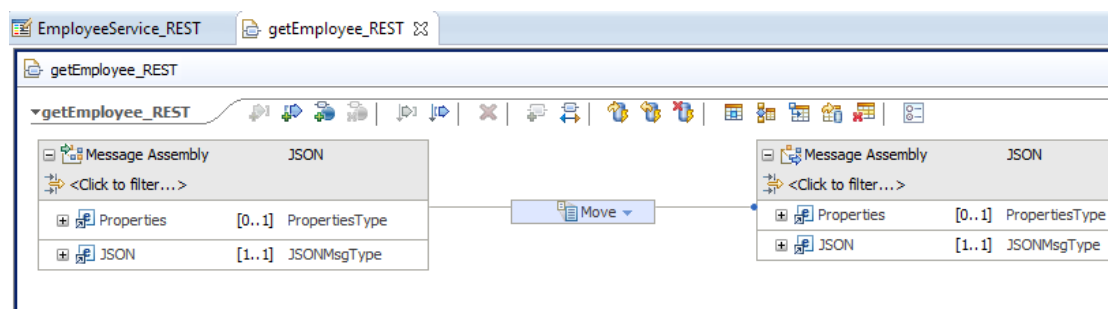 EmployeeService_REST getEmployee_REST
getEmployee_REST
getEmployee_REST
Message Assembly JSON
<Click to filter...>
Properties [0..1] PropertiesType
JSON [1..1] JSONMsgType
Move
Message Assembly JSON
<Click to filter...>
Properties [0..1] PropertiesType
JSON [1..1] JSONMsgType